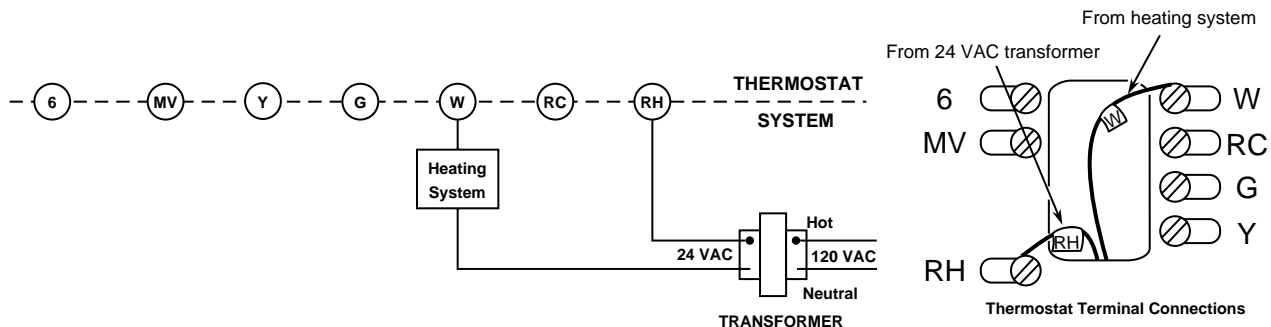 6 MV Y G W RC RH
THERMOSTAT
SYSTEM
Heating
System
24 VAC
Hot
120 VAC
Neutral
TRANSFORMER
From heating system
From 24 VAC transformer
6
MV
RH
W
RH
W
RC
G
Y
Thermostat Terminal Connections